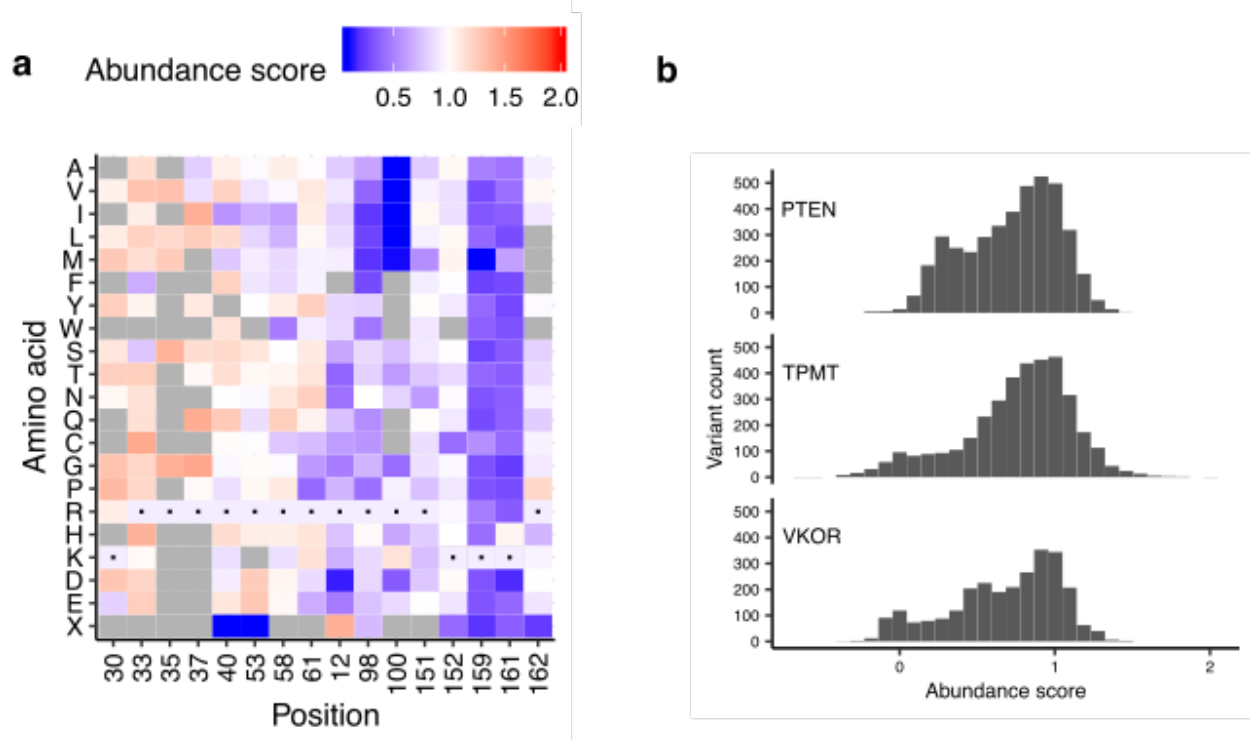 a
Abundance score
0.5 1.0 1.5 2.0
Amino acid
A
V
I
L
M
F
Y
W
S
T
N
Q
C
G
P
R
H
K
D
E
X
30 33 35 37 40 53 58 61 12 98 100 151 152 159 161 162
Position
b
Variant count
PTEN
500
400
300
200
100
0
TPMT
500
400
300
200
100
0
VKOR
500
400
300
200
100
0
0 1 2
Abundance score